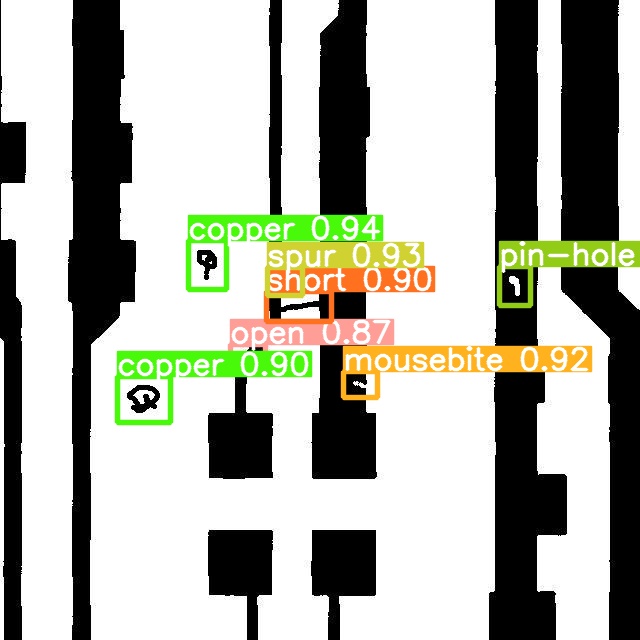 copper 0.94
spur 0.93
pin-hole
short 0.90
open 0.87
copper 0.90
mousebite 0.92